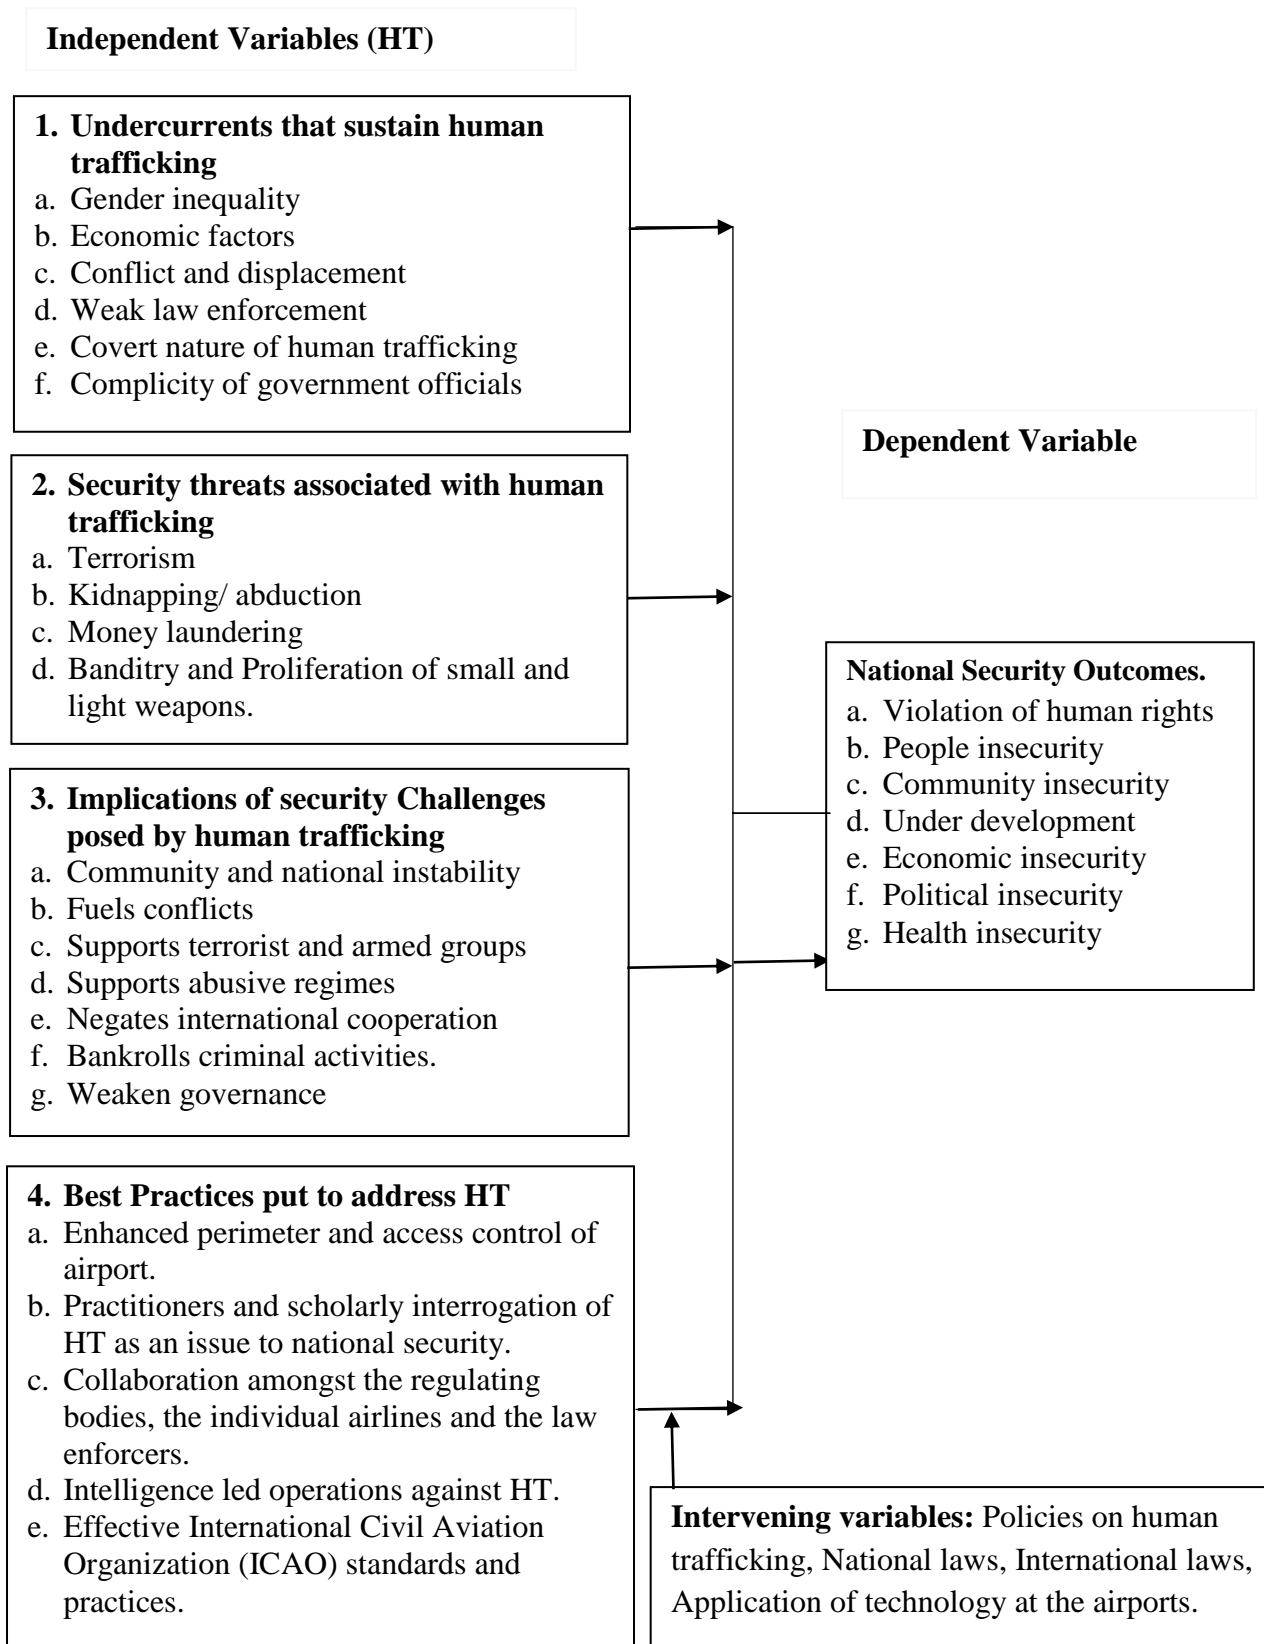 Independent Variables (HT)
1. Undercurrents that sustain human
trafficking
a. Gender inequality
b. Economic factors
c. Conflict and displacement
d. Weak law enforcement
e. Covert nature of human trafficking
f. Complicity of government officials
2. Security threats associated with human
trafficking
a. Terrorism
b. Kidnapping/ abduction
c. Money laundering
d. Banditry and Proliferation of small and
light weapons.
3. Implications of security Challenges
posed by human trafficking
a. Community and national instability
b. Fuels conflicts
c. Supports terrorist and armed groups
d. Supports abusive regimes
e. Negates international cooperation
f. Bankrolls criminal activities.
g. Weaken governance
4. Best Practices put to address HT
a. Enhanced perimeter and access control of
airport.
b. Practitioners and scholarly interrogation of
HT as an issue to national security.
c. Collaboration amongst the regulating
bodies, the individual airlines and the law
enforcers.
d. Intelligence led operations against HT.
e. Effective International Civil Aviation
Organization (ICAO) standards and
practices.
Dependent Variable
National Security Outcomes.
a. Violation of human rights
b. People insecurity
c. Community insecurity
d. Under development
e. Economic insecurity
f. Political insecurity
g. Health insecurity
Intervening variables: Policies on human
trafficking, National laws, International laws,
Application of technology at the airports.